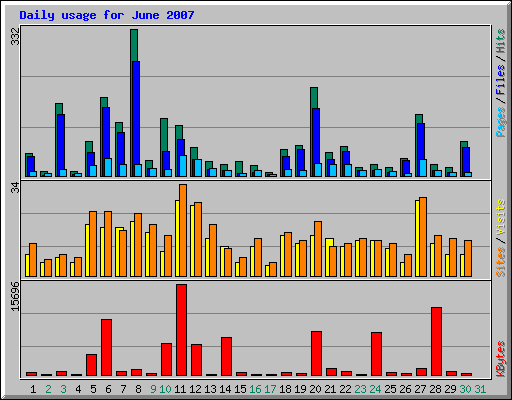 Daily usage for June 2007
332
Pages / Files / Hits
34
Sites / Visits
15696
KBytes
1 2 3 4 5 6 7 8 9 10 11 12 13 14 15 16 17 18 19 20 21 22 23 24 25 26 27 28 29 30 31